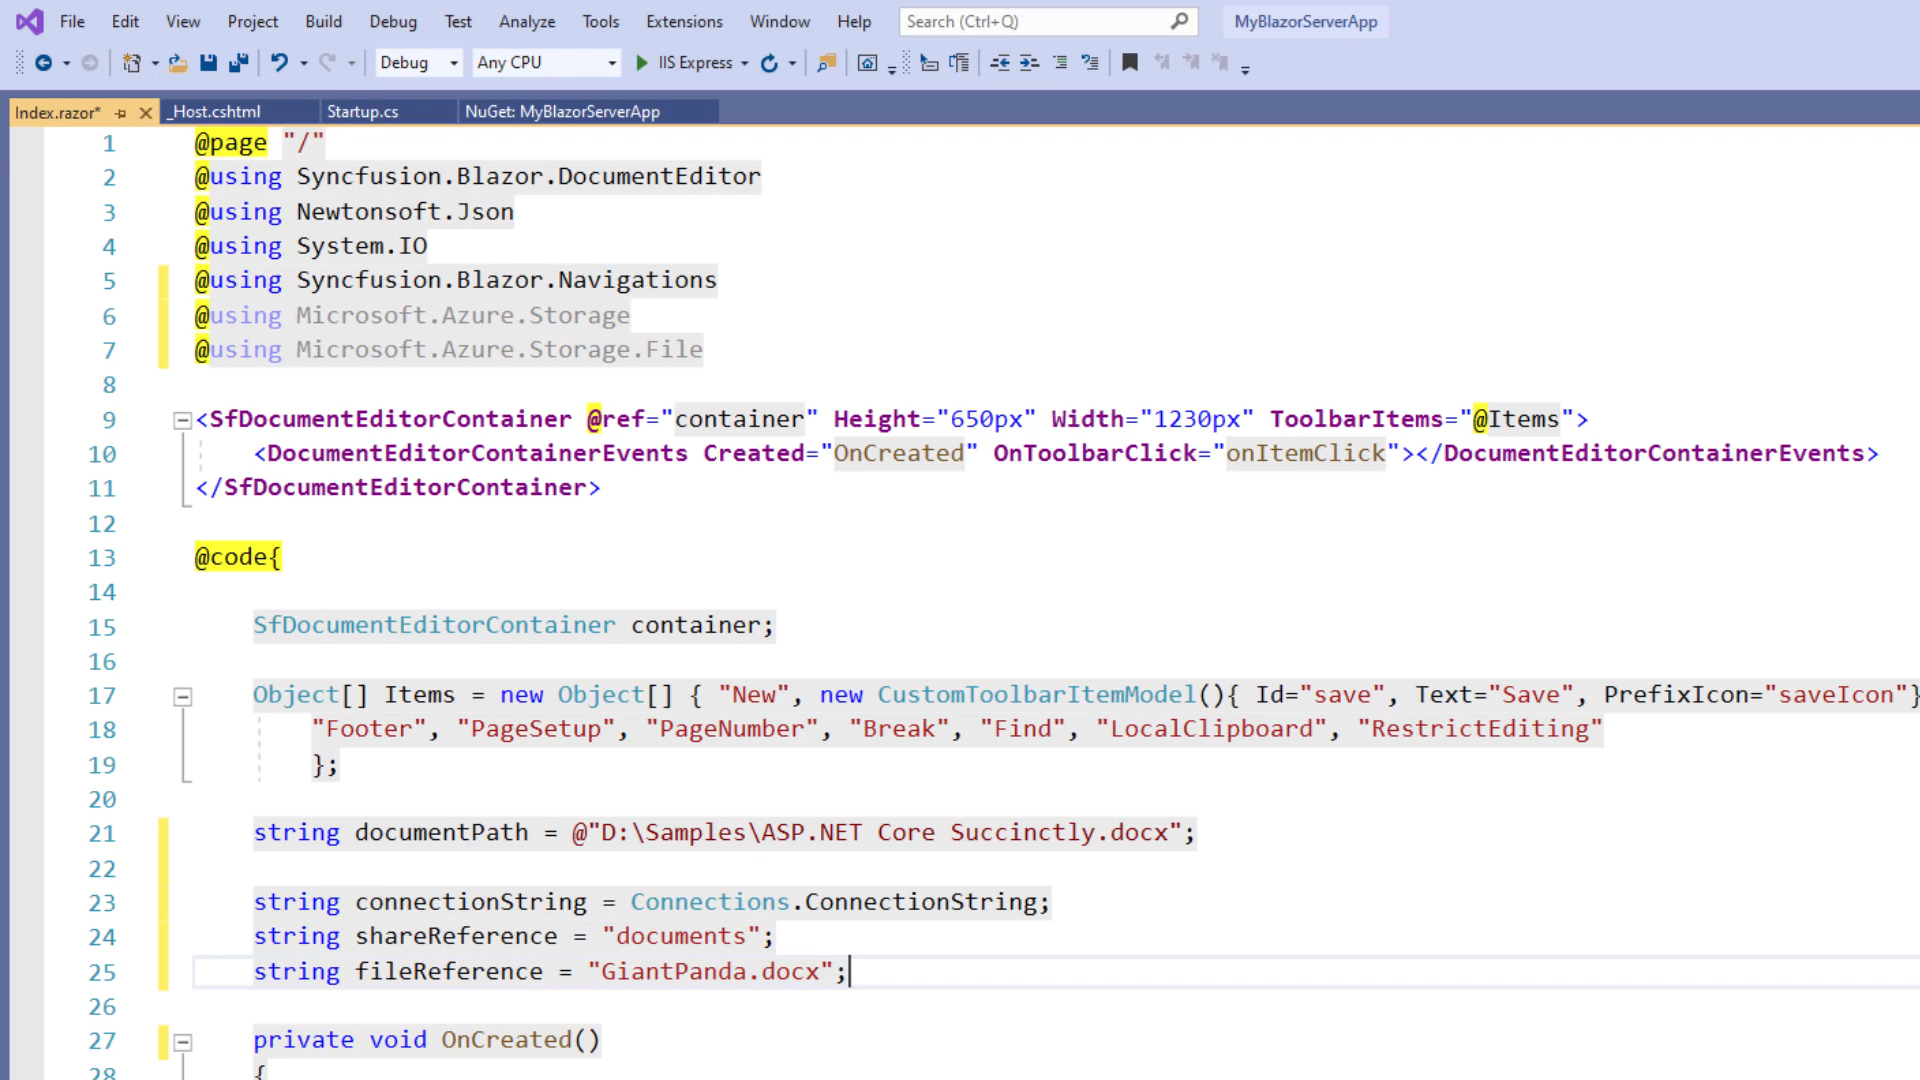 File Edit View Project Build Debug Test Analyze Tools Extensions Window Help Search (Ctrl+Q) MyBlazorServerApp
Debug Any CPU IIS Express
Index.razor* _Host.cshtml Startup.cs NuGet: MyBlazorServerApp
1 @page "/"
2 @using Syncfusion.Blazor.DocumentEditor
3 @using Newtonsoft.Json
4 @using System.IO
5 @using Syncfusion.Blazor.Navigations
6 @using Microsoft.Azure.Storage
7 @using Microsoft.Azure.Storage.File
8
9 <SfDocumentEditorContainer @ref="container" Height="650px" Width="1230px" ToolbarItems="@Items">
10 <DocumentEditorContainerEvents Created="OnCreated" OnToolbarClick="onItemClick"></DocumentEditorContainerEvents>
11 </SfDocumentEditorContainer>
12
13 @code{
14
15 SfDocumentEditorContainer container;
16
17 Object[] Items = new Object[] { "New", new CustomToolbarItemModel(){ Id="save", Text="Save", PrefixIcon="saveIcon"}
18 "Footer", "PageSetup", "PageNumber", "Break", "Find", "LocalClipboard", "RestrictEditing"
19 };
20
21 string documentPath = @"D:\Samples\ASP.NET Core Succinctly.docx";
22
23 string connectionString = Connections.ConnectionString;
24 string shareReference = "documents";
25 string fileReference = "GiantPanda.docx";
26
27 private void OnCreated()
28 {